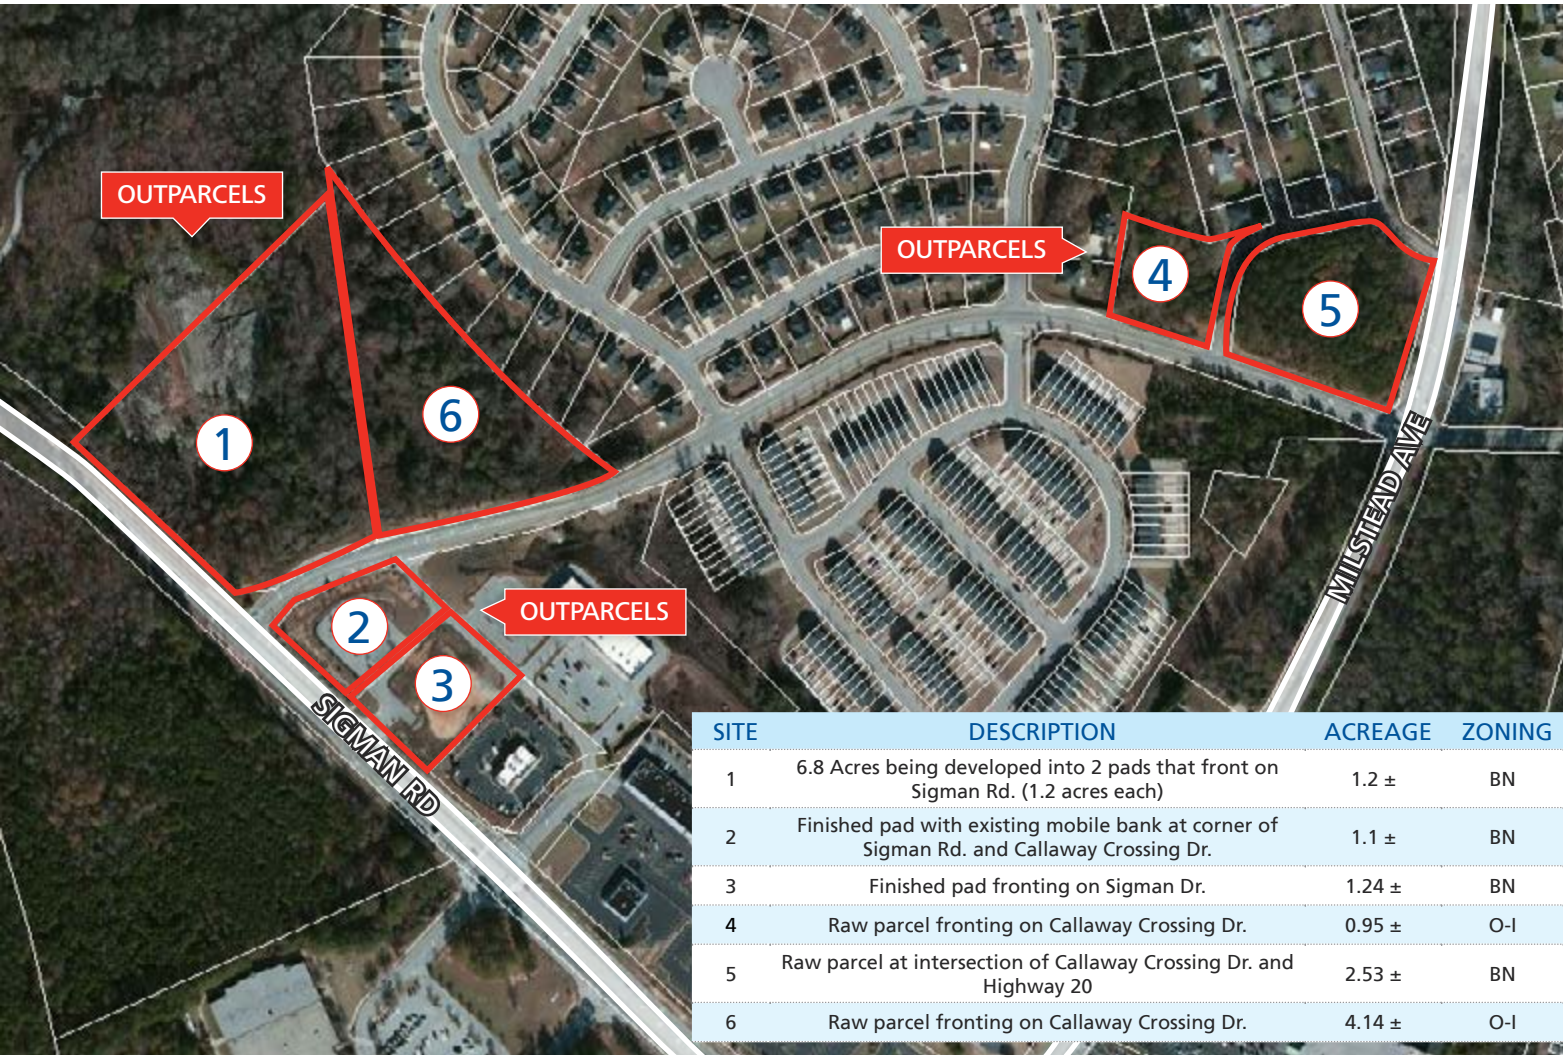 OUTPARCELS
OUTPARCELS
4
5
1
6
MILSTEAD AVE
OUTPARCELS
2
3
SIGMAN RD
SITE DESCRIPTION ACREAGE ZONING
1 6.8 Acres being developed into 2 pads that front on
Sigman Rd. (1.2 acres each) 1.2 ± BN
2 Finished pad with existing mobile bank at corner of
Sigman Rd. and Callaway Crossing Dr. 1.1 ± BN
3 Finished pad fronting on Sigman Dr. 1.24 ± BN
4 Raw parcel fronting on Callaway Crossing Dr. 0.95 ± O-I
5 Raw parcel at intersection of Callaway Crossing Dr. and
Highway 20 2.53 ± BN
6 Raw parcel fronting on Callaway Crossing Dr. 4.14 ± O-I